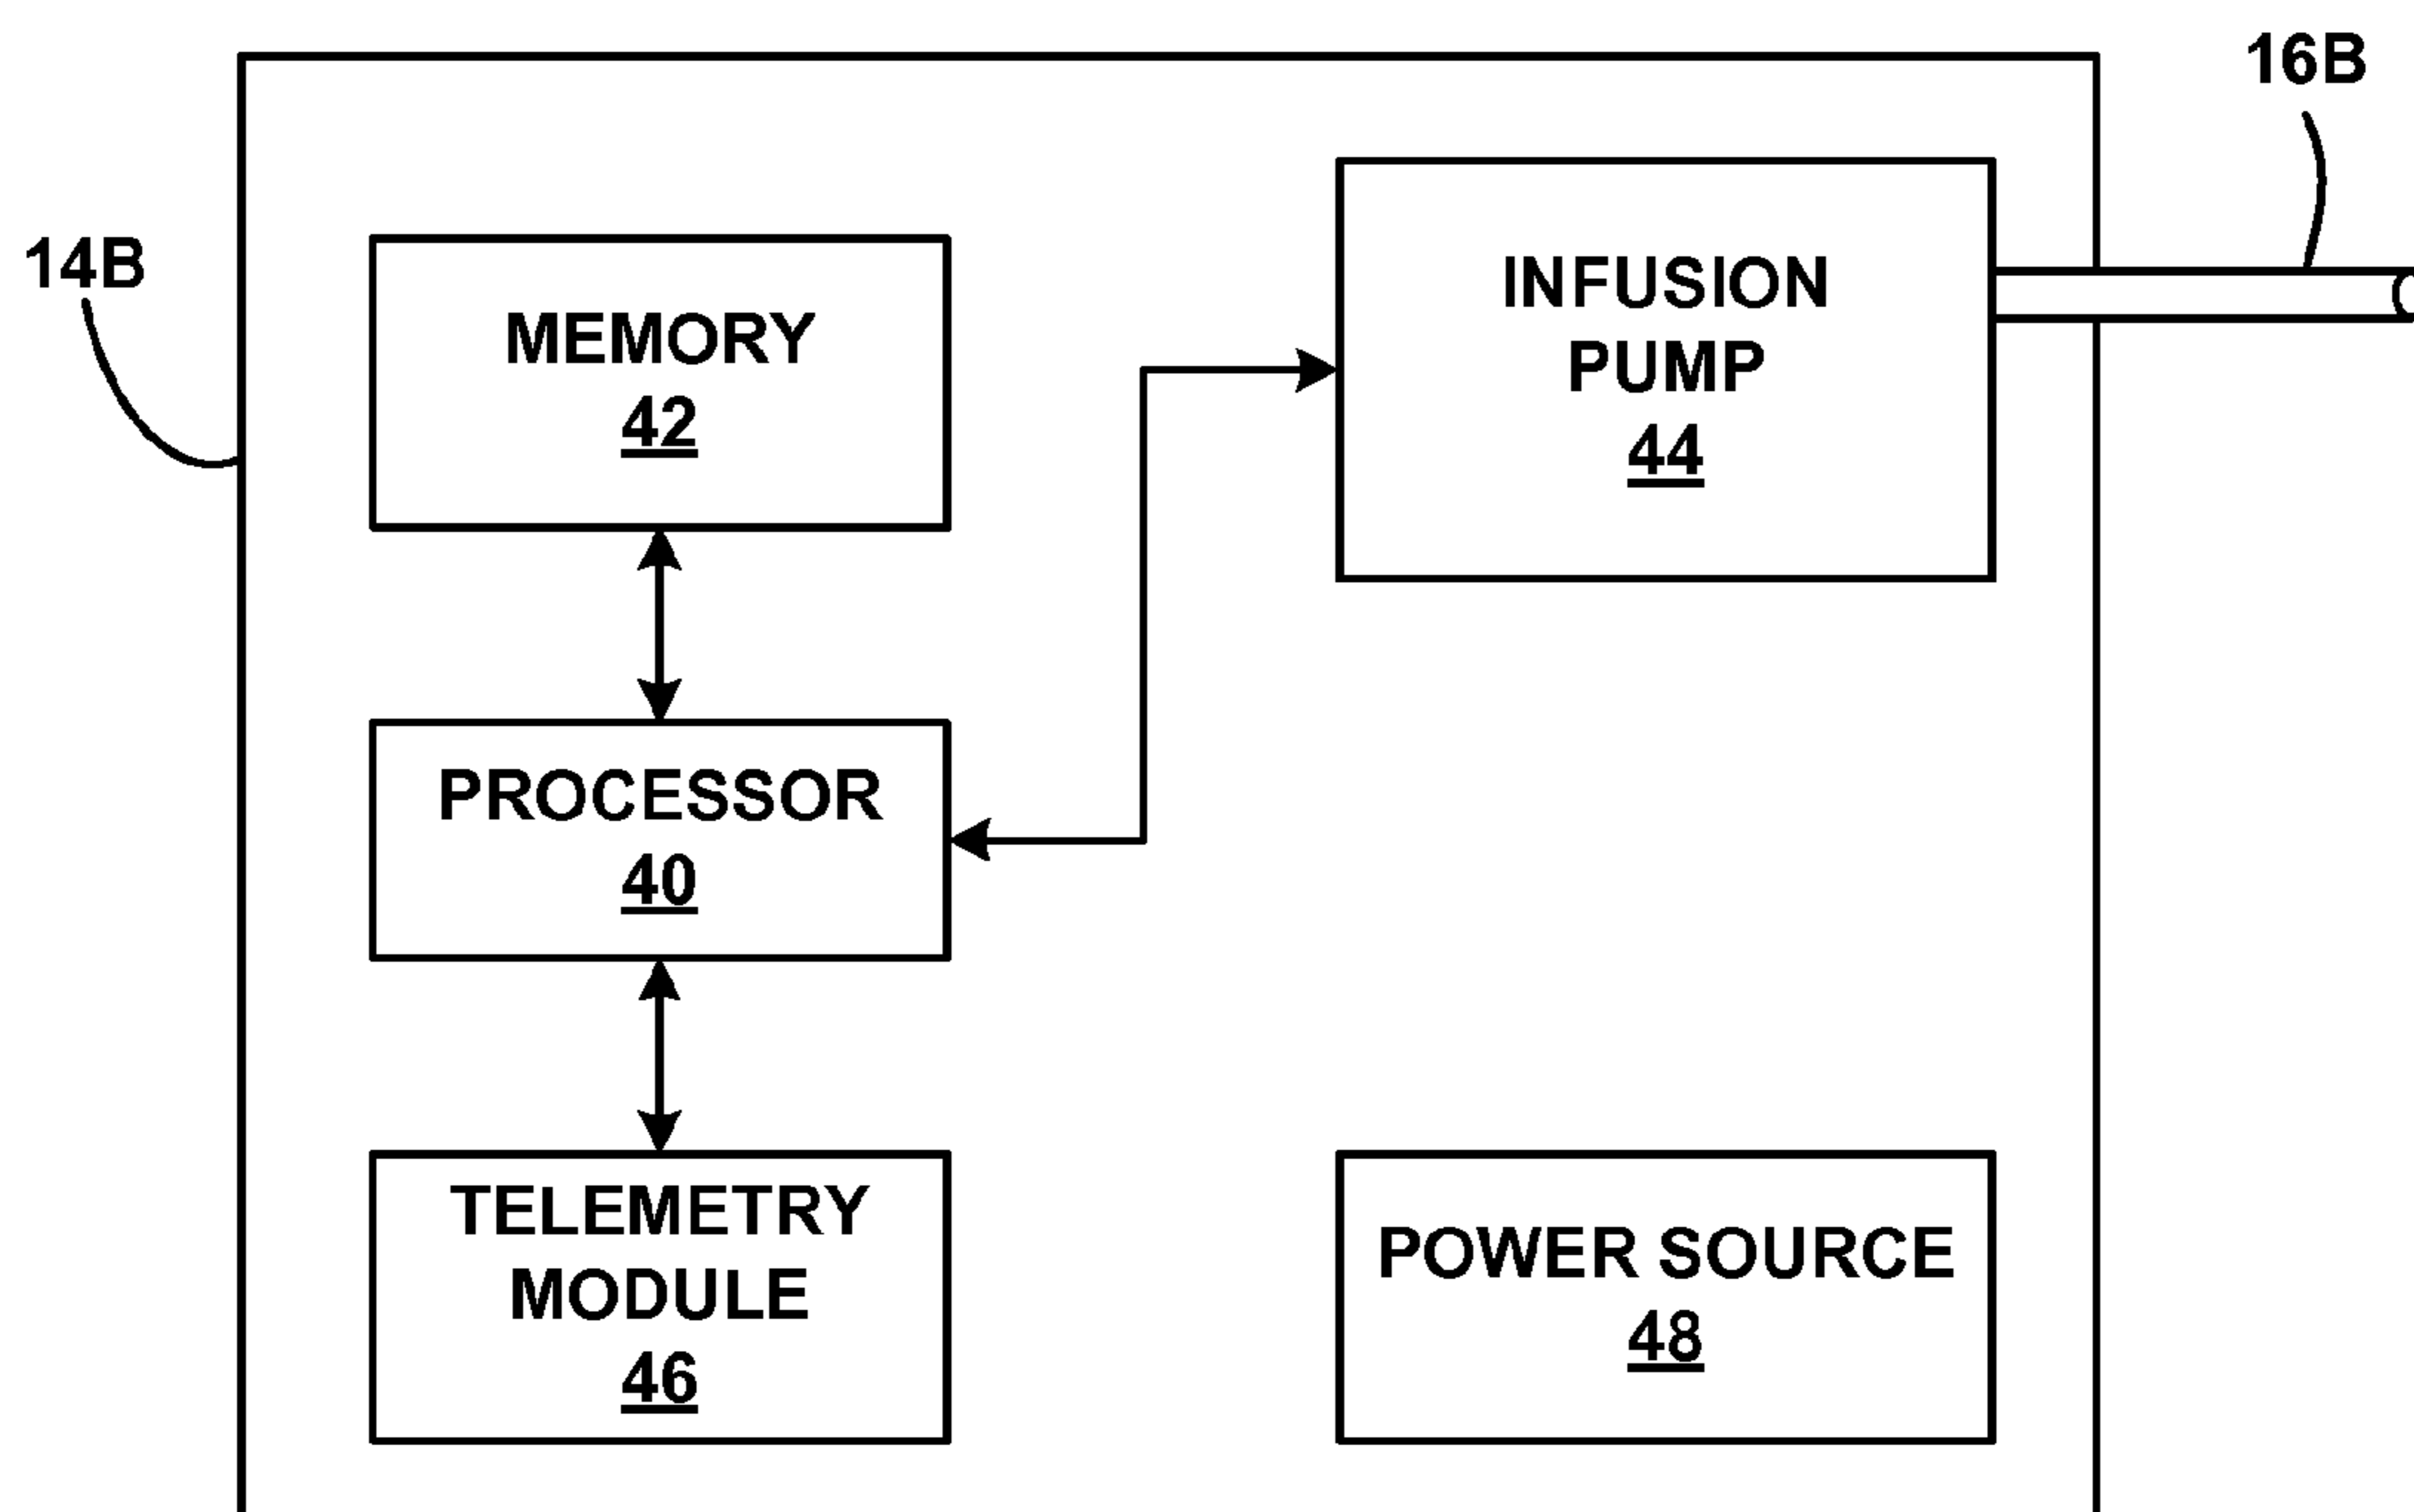 16B
14B
MEMORY
42
INFUSION
PUMP
44
PROCESSOR
40
TELEMETRY
MODULE
46
POWER SOURCE
48